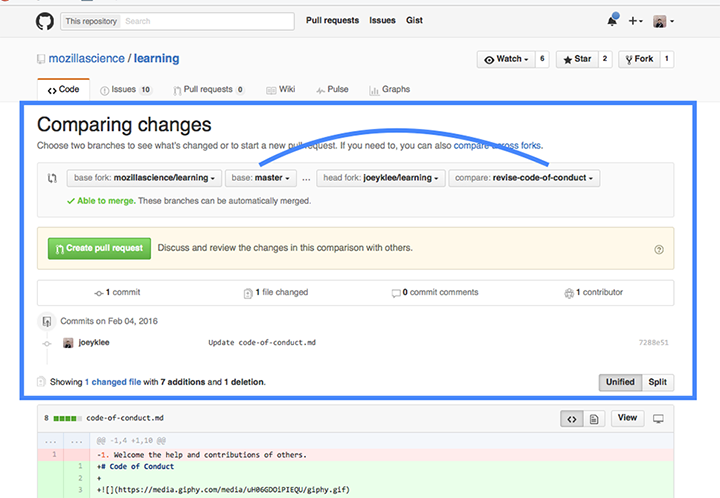 This repository Search Pull requests Issues Gist
mozillascience / learning Watch 6 Star 2 Fork 1
Code Issues 10 Pull requests 0 Wiki Pulse Graphs
Comparing changes
Choose two branches to see what's changed or to start a new pull request. If you need to, you can also compare across forks.
base fork: mozillascience/learning base: master ... head fork: joeyklee/learning compare: revise-code-of-conduct
Able to merge. These branches can be automatically merged.
Create pull request Discuss and review the changes in this comparison with others.
1 commit 1 file changed 0 commit comments 1 contributor
Commits on Feb 04, 2016
joeyklee Update code-of-conduct.md 7288e51
Showing 1 changed file with 7 additions and 1 deletion. Unified Split
8 code-of-conduct.md View
... ... @@ -1,4 +1,10 @@
1 -1. Welcome the help and contributions of others.
1 +# Code of Conduct
2 +
3 +![](https://media.giphy.com/media/uH06GDOiPIEQU/giphy.gif)